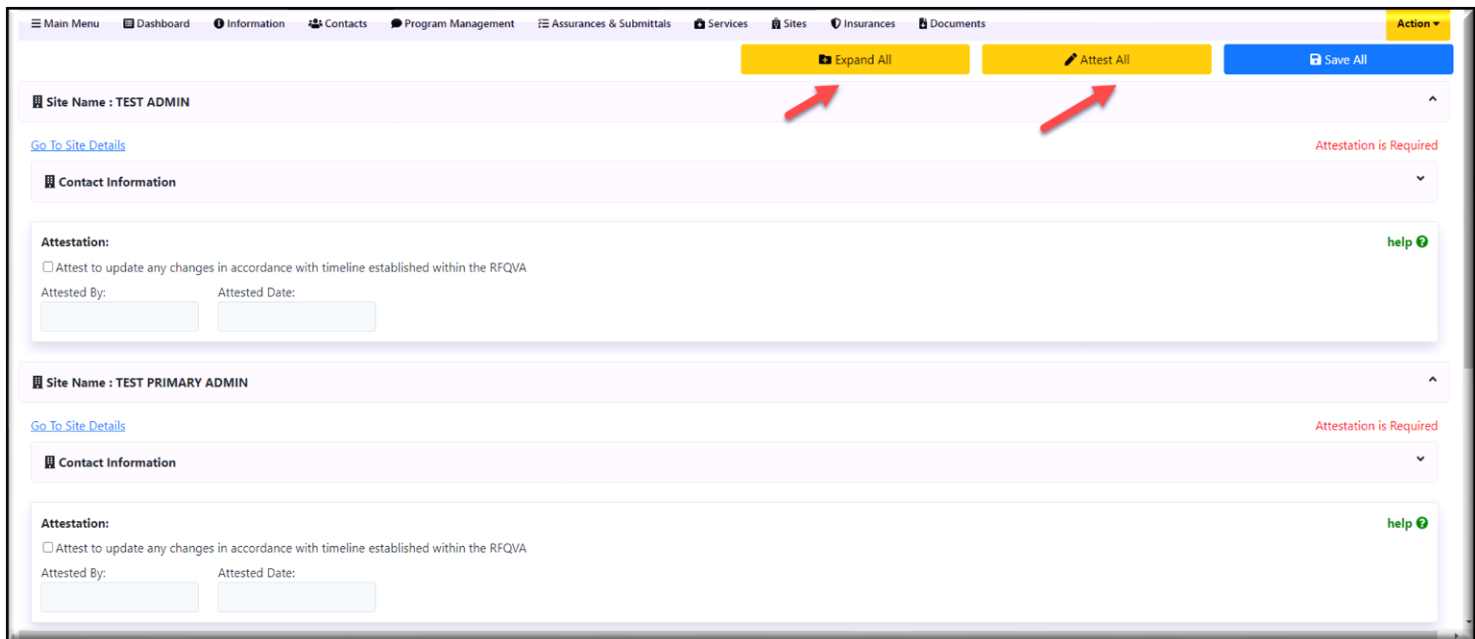 Main Menu Dashboard Information Contacts Program Management Assurances & Submittals Services Sites Insurances Documents Action
Expand All Attest All Save All
Site Name : TEST ADMIN
Go To Site Details Attestation is Required
Contact Information
Attestation: help
Attest to update any changes in accordance with timeline established within the RFQVA
Attested By: Attested Date:
Site Name : TEST PRIMARY ADMIN
Go To Site Details Attestation is Required
Contact Information
Attestation: help
Attest to update any changes in accordance with timeline established within the RFQVA
Attested By: Attested Date: